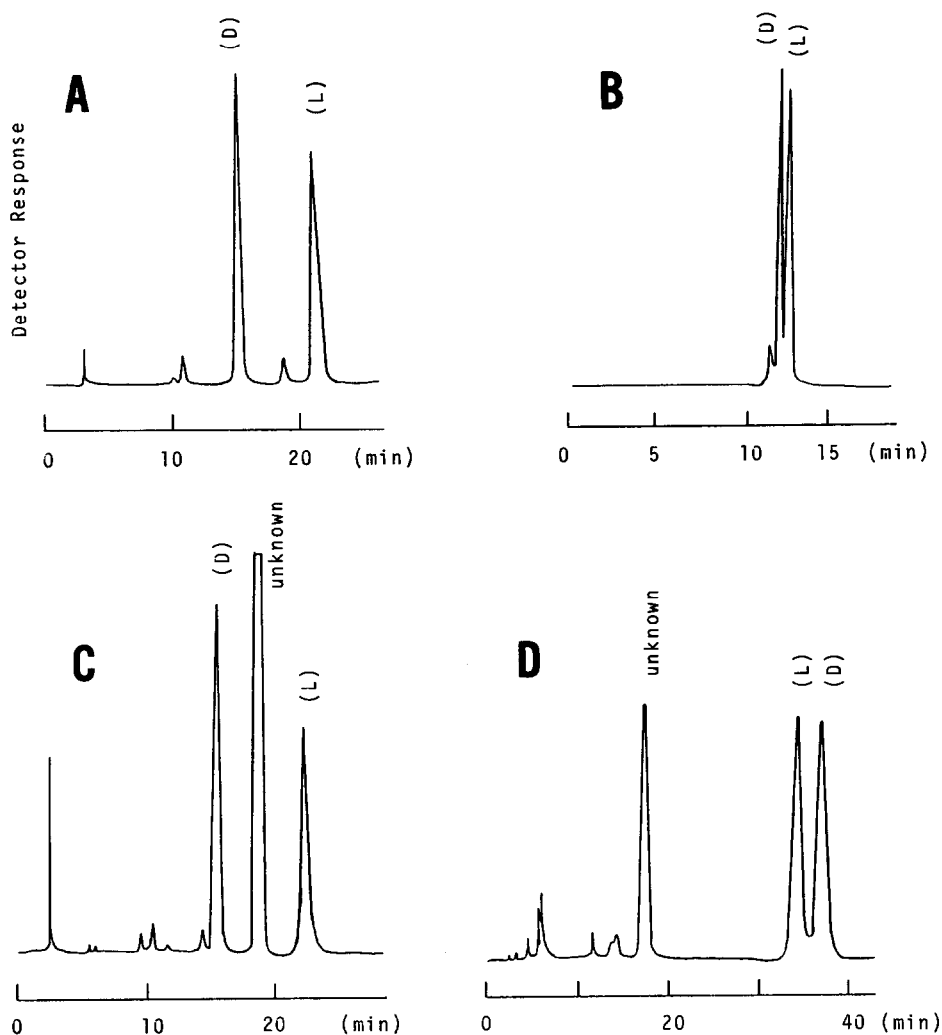 A
(D)
(L)
Detector Response
0 10 20 (min)
B
(D)
(L)
0 5 10 15 (min)
C
(D)
unknown
(L)
0 10 20 (min)
D
unknown
(L)
(D)
0 20 40 (min)